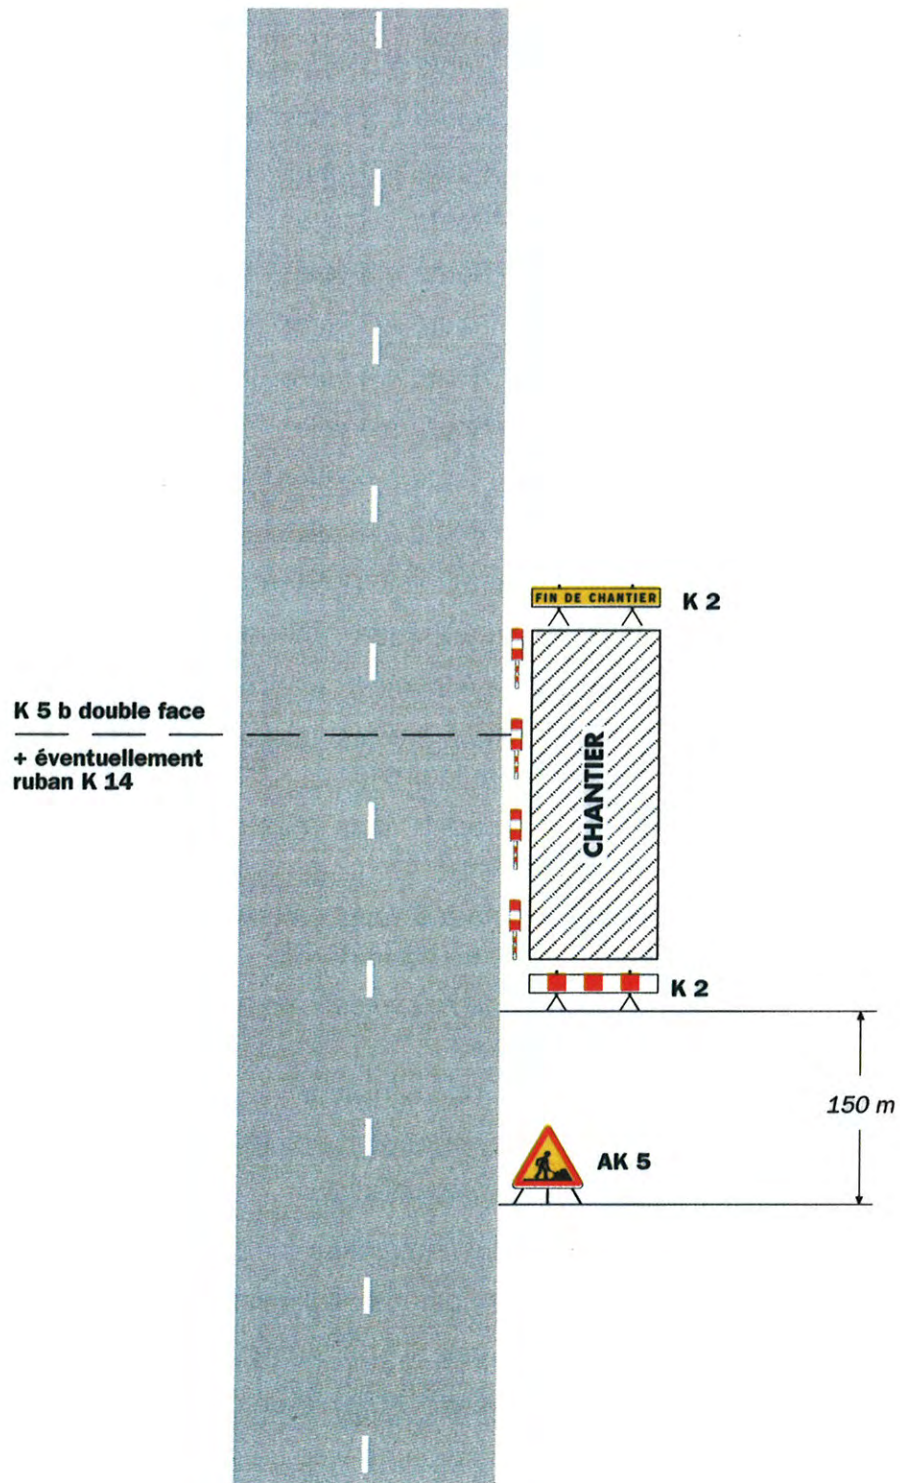 FIN DE CHANTIER
K 2
K 5 b double face
+ éventuellement
ruban K 14
CHANTIER
K 2
150 m
AK 5